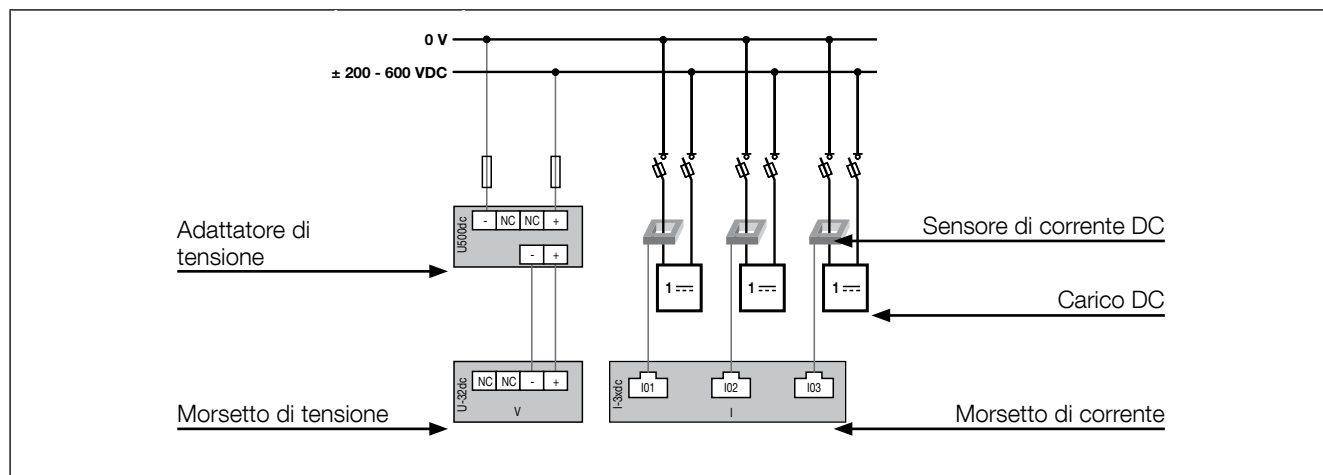 0 V
± 200 - 600 VDC
U500dc
- NC NC +
- +
Adattatore di
tensione
Sensore di corrente DC
1 1 1
Carico DC
U-32dc
NC NC - +
V
I-3xdc
I01 I02 I03
I
Morsetto di tensione
Morsetto di corrente